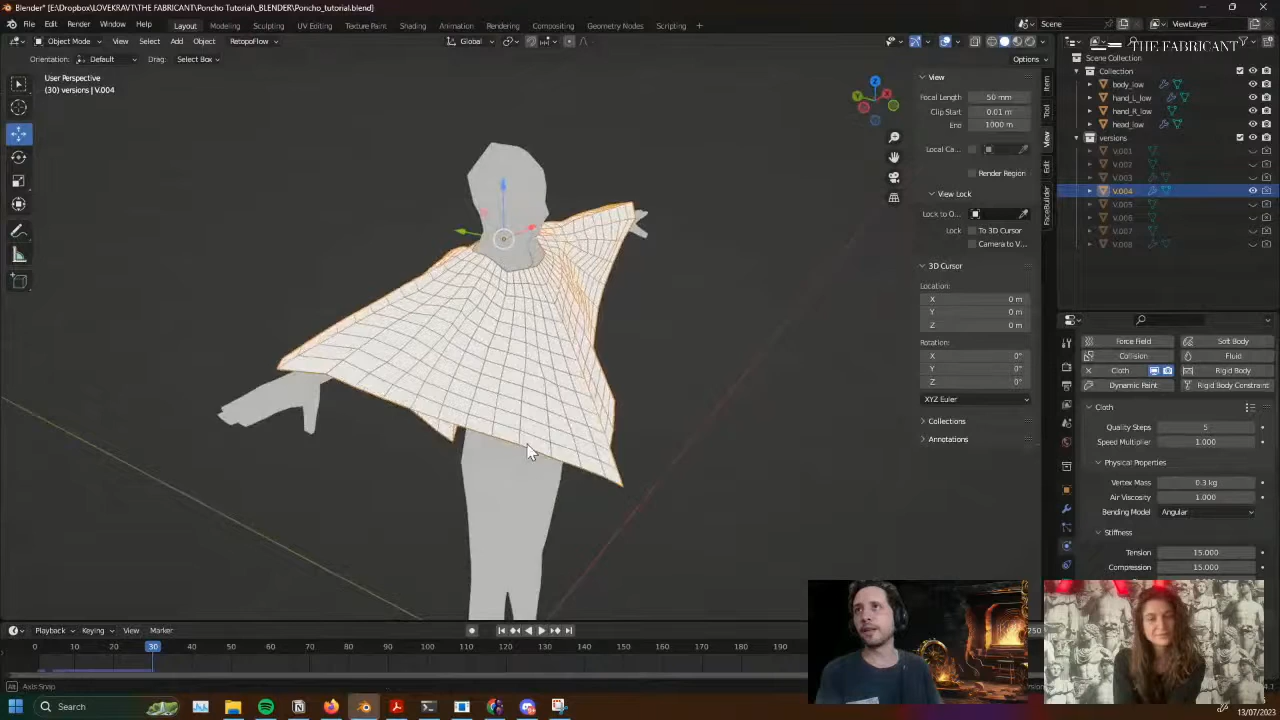 Blender* [E:\Dropbox\LOVEKRAVT\THE FABRICANT\Poncho Tutorial\_BLENDER\Poncho_tutorial.blend]
File Edit Render Window Help Layout Modeling Sculpting UV Editing Texture Paint Shading Animation Rendering Compositing Geometry Nodes Scripting + Scene ViewLayer
Object Mode View Select Add Object RetopoFlow Global THE FABRICANT
Orientation: Default Drag: Select Box Options
User Perspective
(30) versions | V.004
View
Focal Length 50 mm
Clip Start 0.01 m
End 1000 m
Local Ca...
Render Region
View Lock
Lock to O...
To 3D Cursor
Camera to V...
3D Cursor
Location:
X 0 m
Y 0 m
Z 0 m
Rotation:
X 0°
Y 0°
Z 0°
XYZ Euler
Collections
Annotations
Item
Tool
View
Edit
FaceBuilder
Scene Collection
Collection
body_low
hand_L_low
hand_R_low
head_low
versions
V.001
V.002
V.003
V.004
V.005
V.006
V.007
V.008
Force Field Soft Body
Collision Fluid
Cloth Rigid Body
Dynamic Paint Rigid Body Constraint
Cloth
Quality Steps 5
Speed Multiplier 1.000
Physical Properties
Vertex Mass 0.3 kg
Air Viscosity 1.000
Bending Model Angular
Stiffness
Tension 15.000
Compression 15.000
Playback Keying View Marker 250
0 10 20 30 40 50 60 70 80 90 100 110 120 130 140 150 160 170 180 190
Axis Snap
Search
13/07/2023